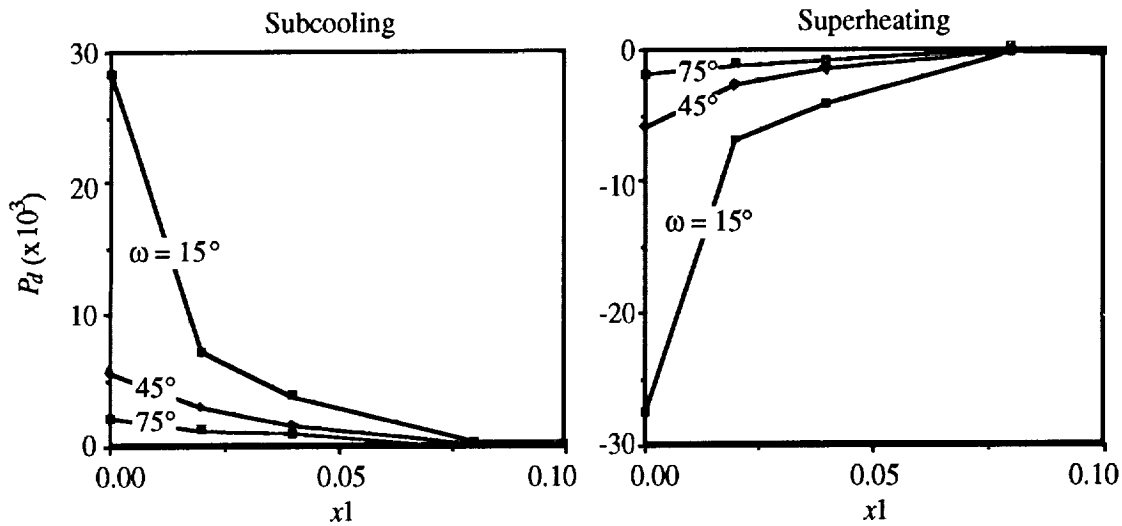 Subcooling
30
20
10
0
P_d (x 10^3)
ω = 15°
45°
75°
0.00
0.05
0.10
x1
Superheating
0
-10
-20
-30
75°
45°
ω = 15°
0.00
0.05
0.10
x1